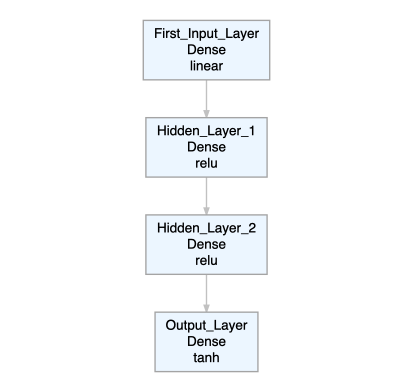 First_Input_Layer
Dense
linear
Hidden_Layer_1
Dense
relu
Hidden_Layer_2
Dense
relu
Output_Layer
Dense
tanh